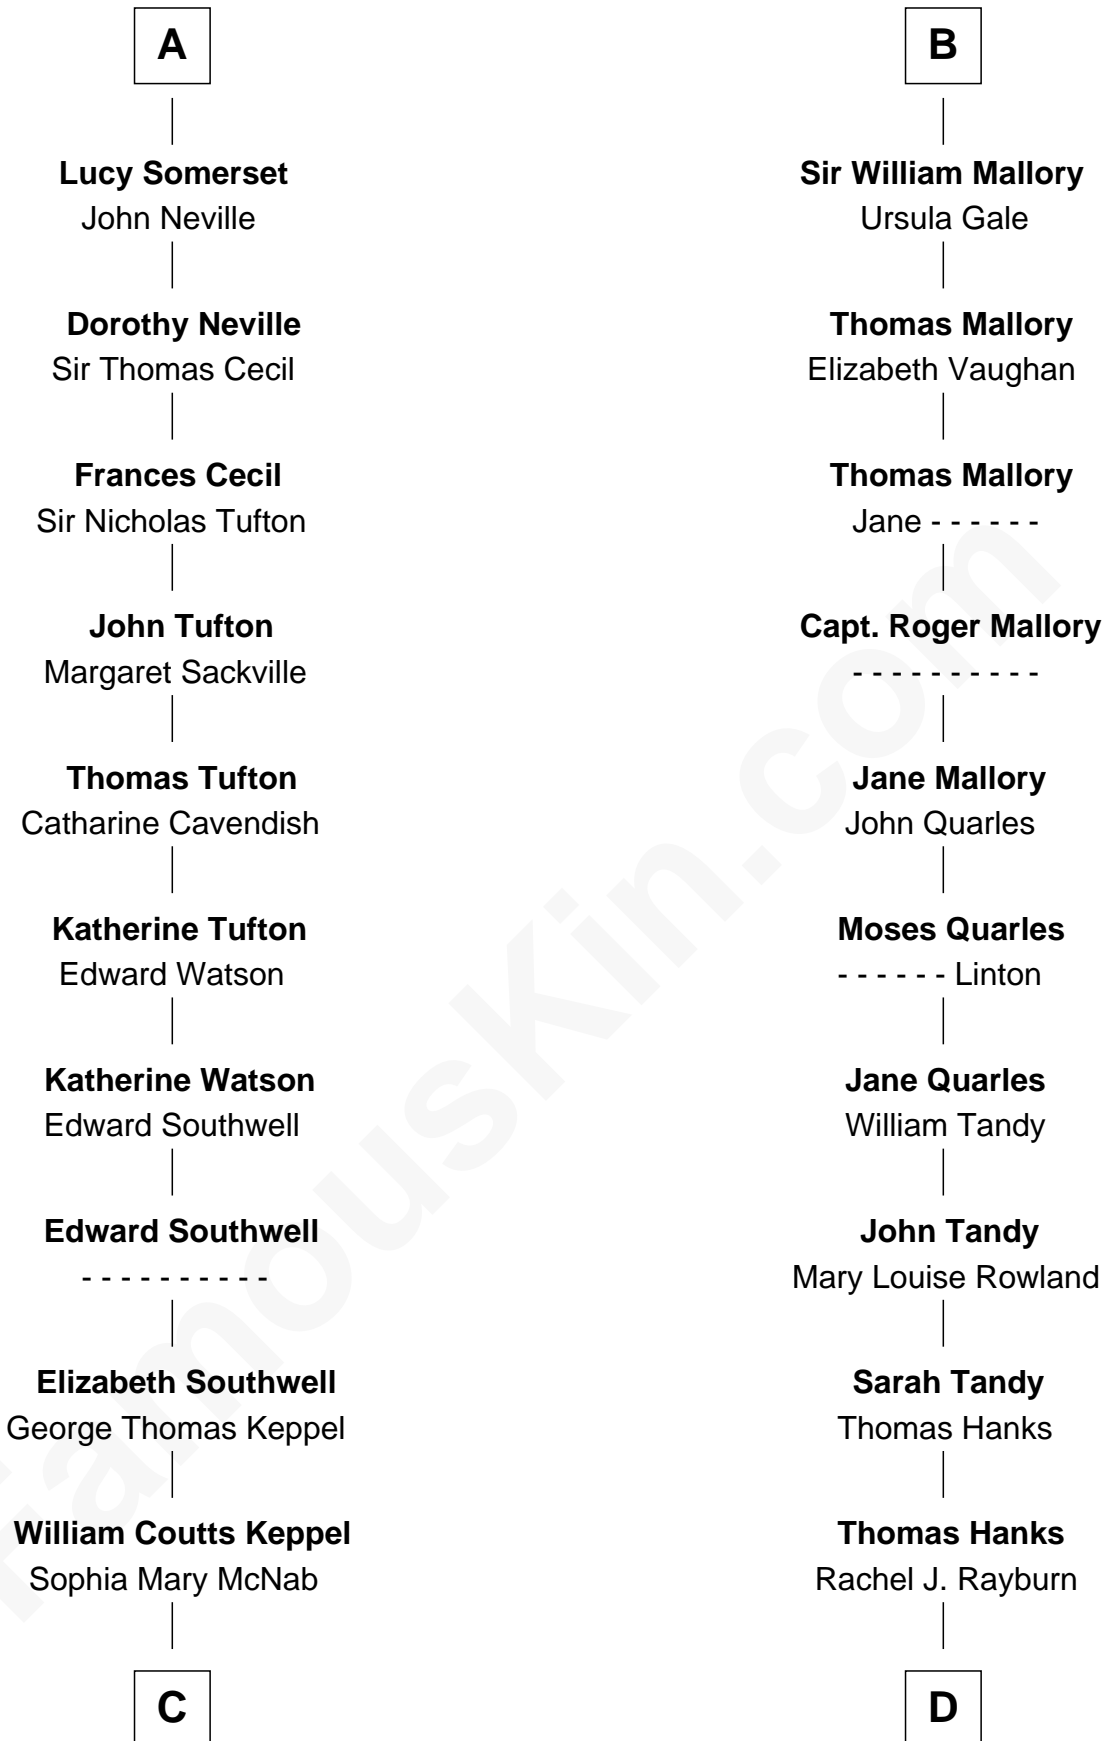 A
Lucy Somerset
John Neville
Dorothy Neville
Sir Thomas Cecil
Frances Cecil
Sir Nicholas Tufton
John Tufton
Margaret Sackville
Thomas Tufton
Catharine Cavendish
Katherine Tufton
Edward Watson
Katherine Watson
Edward Southwell
Edward Southwell
- - - - - - - - - -
Elizabeth Southwell
George Thomas Keppel
William Coutts Keppel
Sophia Mary McNab
C
B
Sir William Mallory
Ursula Gale
Thomas Mallory
Elizabeth Vaughan
Thomas Mallory
Jane - - - - - -
Capt. Roger Mallory
- - - - - - - - - -
Jane Mallory
John Quarles
Moses Quarles
- - - - - - Linton
Jane Quarles
William Tandy
John Tandy
Mary Louise Rowland
Sarah Tandy
Thomas Hanks
Thomas Hanks
Rachel J. Rayburn
D
FamousKin.com